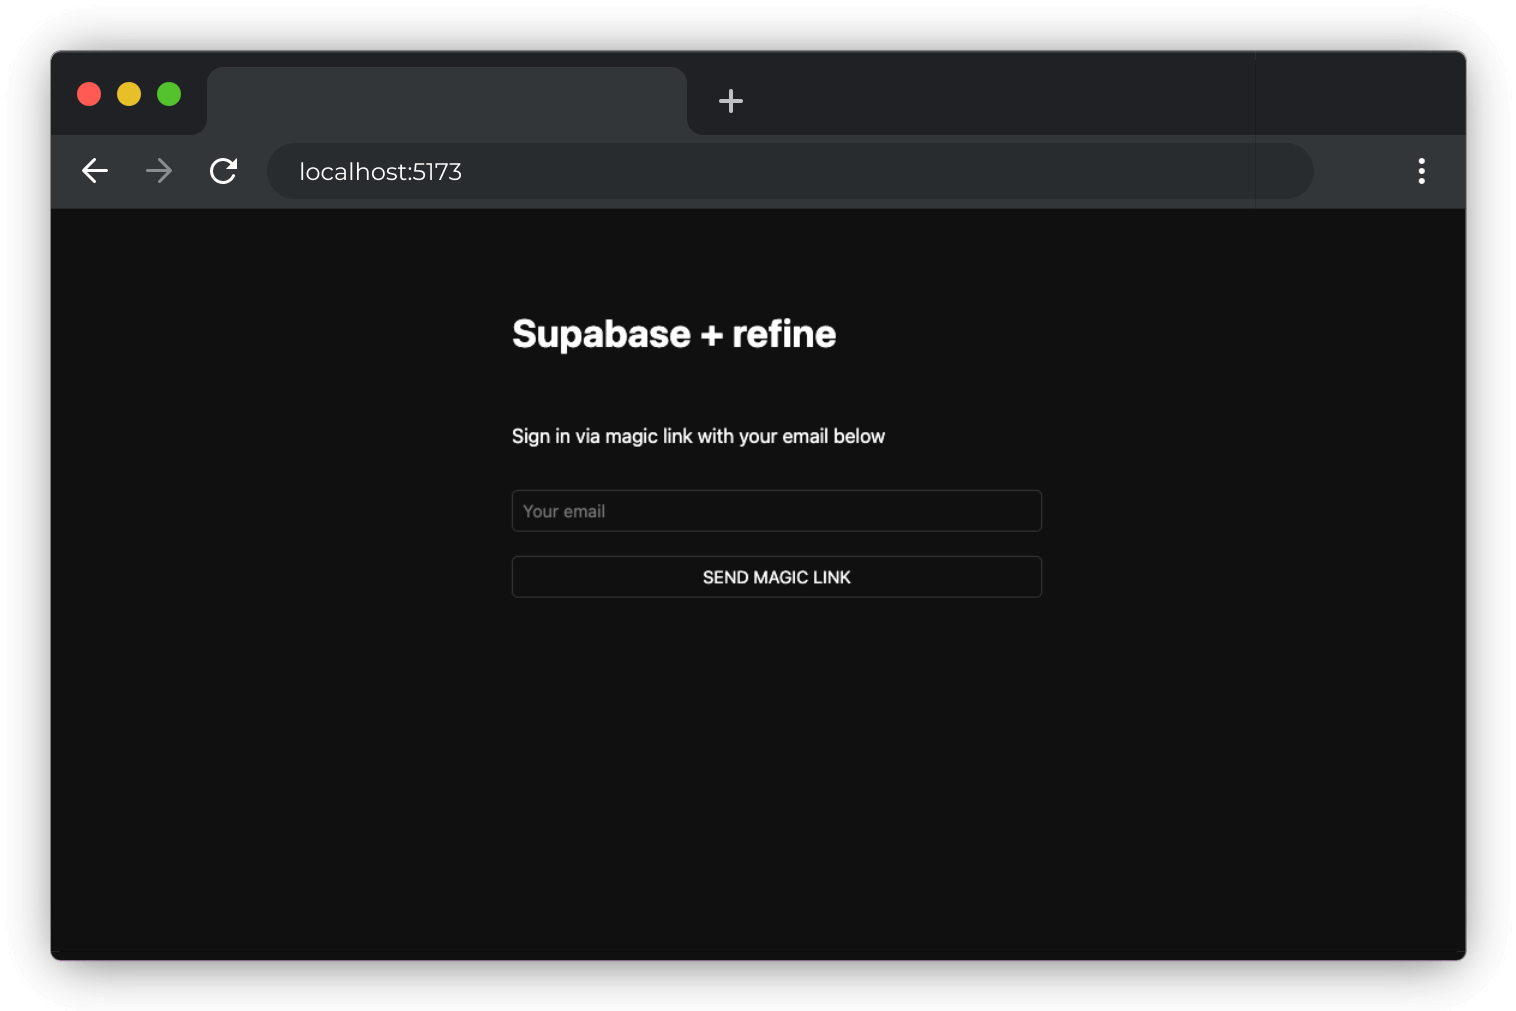 localhost:5173
Supabase + refine
Sign in via magic link with your email below
Your email
SEND MAGIC LINK